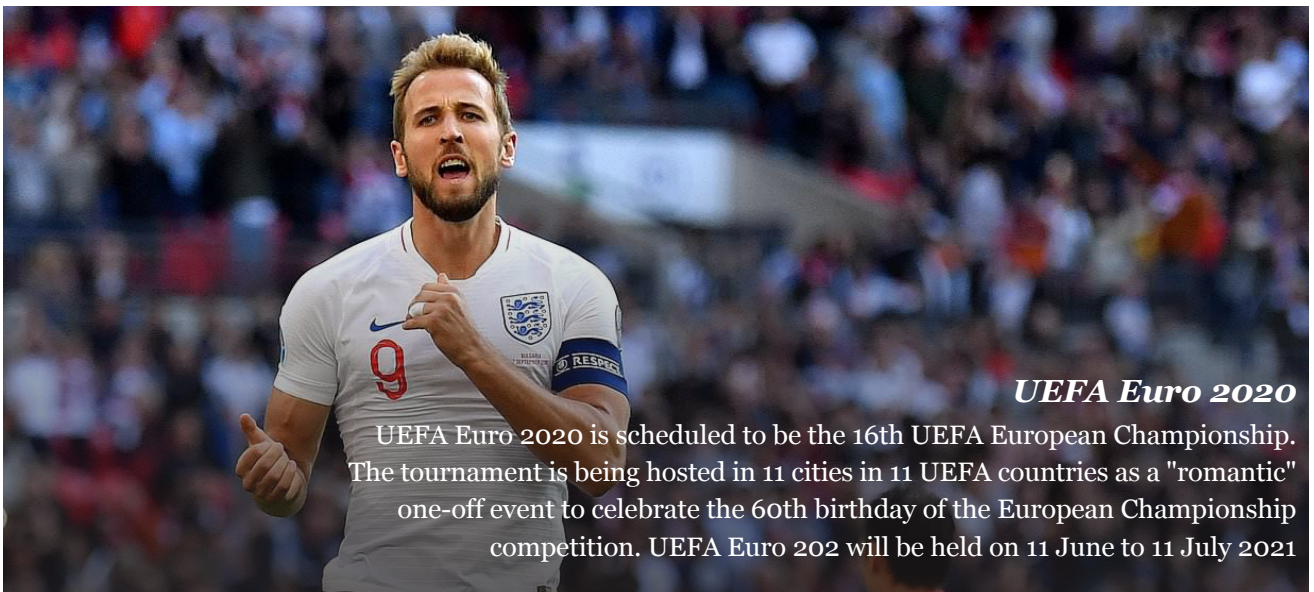 9
BULGARIA
RESPECT
UEFA Euro 2020
UEFA Euro 2020 is scheduled to be the 16th UEFA European Championship.
The tournament is being hosted in 11 cities in 11 UEFA countries as a "romantic"
one-off event to celebrate the 60th birthday of the European Championship
competition. UEFA Euro 202 will be held on 11 June to 11 July 2021